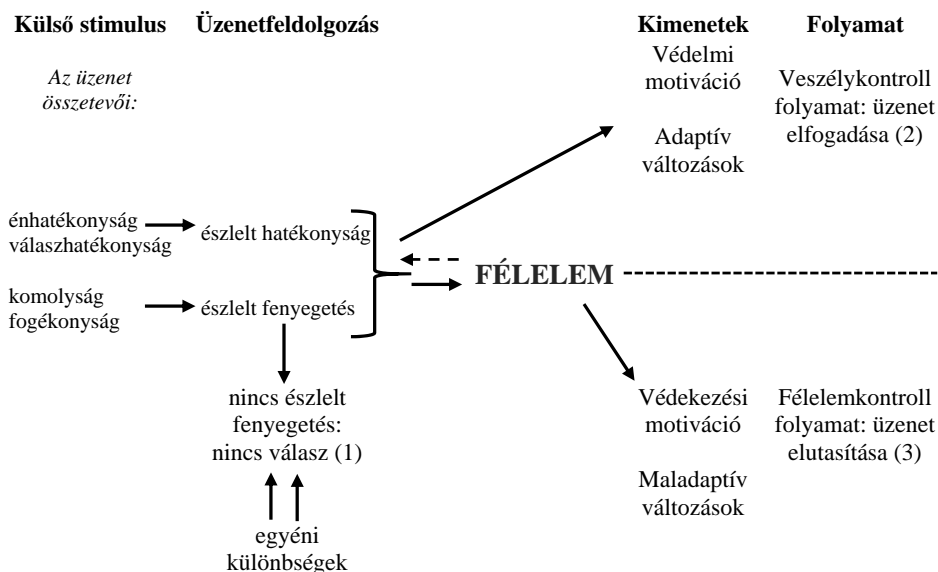 Külső stimulus
Üzenetfeldolgozás
Kimenetek
Folyamat
Az üzenet
összetevői:
Védelmi
motiváció
Adaptív
változások
Veszélykontroll
folyamat: üzenet
elfogadása (2)
énhatékonyság
válaszhatékonyság
észlelt hatékonyság
FÉLELEM
komolyság
fogékonyság
észlelt fenyegetés
nincs észlelt
fenyegetés:
nincs válasz (1)
egyéni
különbségek
Védekezési
motiváció
Maladaptív
változások
Félelemkontroll
folyamat: üzenet
elutasítása (3)